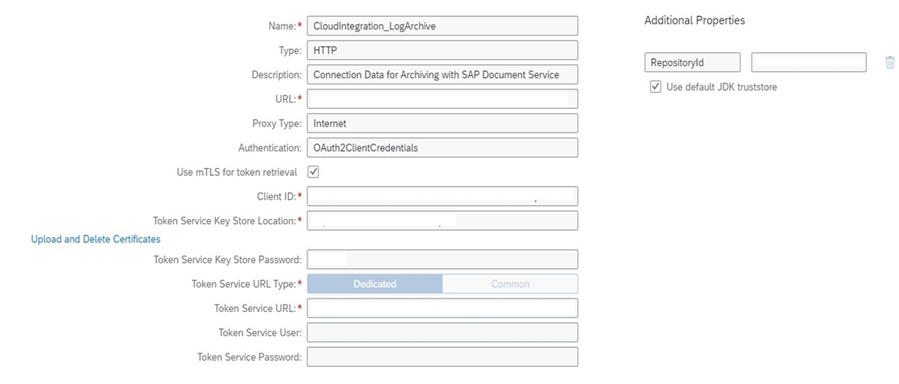 Name:* CloudIntegration_LogArchive
Type: HTTP
Description: Connection Data for Archiving with SAP Document Service
URL:*
Proxy Type: Internet
Authentication: OAuth2ClientCredentials
Use mTLS for token retrieval
Client ID:*
Token Service Key Store Location:*
Upload and Delete Certificates
Token Service Key Store Password:
Token Service URL Type:* Dedicated Common
Token Service URL:*
Token Service User:
Token Service Password:
Additional Properties
RepositoryId
Use default JDK truststore